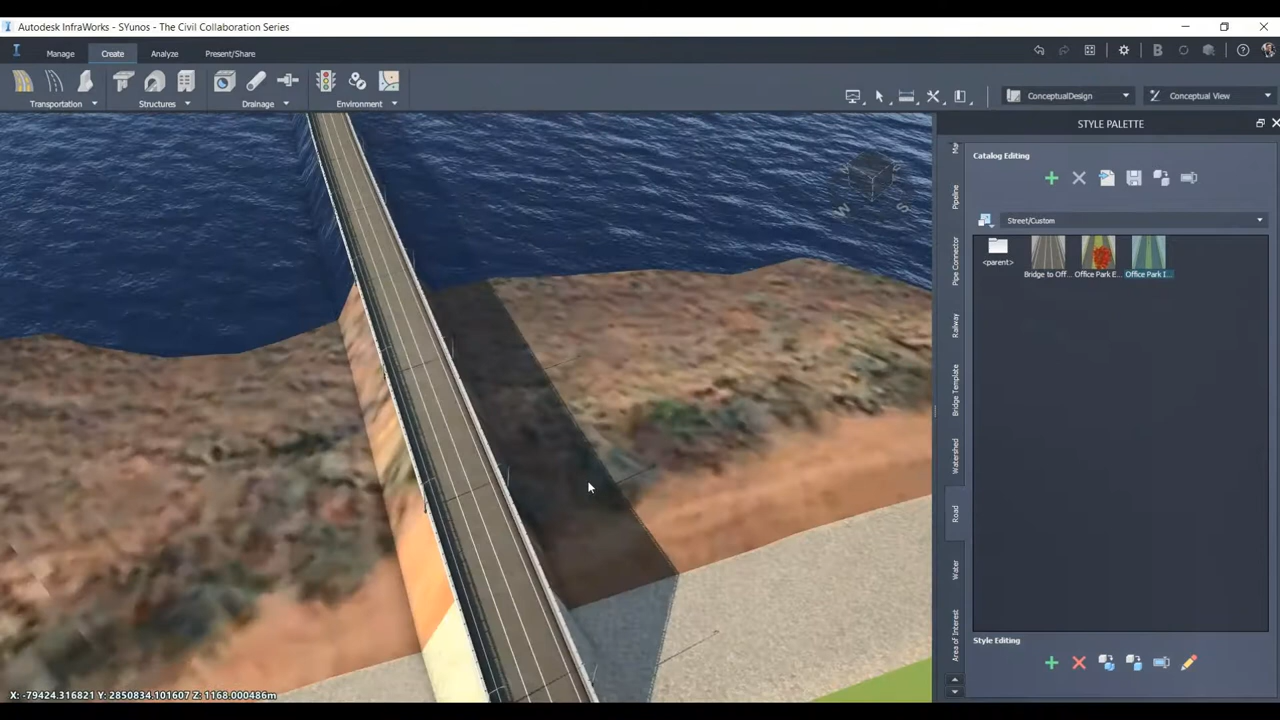 Autodesk InfraWorks - SYunos - The Civil Collaboration Series
Manage
Create
Analyze
Present/Share
Transportation
Structures
Drainage
Environment
ConceptualDesign
Conceptual View
STYLE PALETTE
Catalog Editing
Street/Custom
<parent>
Bridge to Off...
Office Park E...
Office Park I...
Pipeline
Pipe Connector
Railway
Bridge Template
Watershed
Road
Water
Area of Interest
Style Editing
W
S
X: -79424.316821 Y: 2850834.101607 Z: 1168.000486m